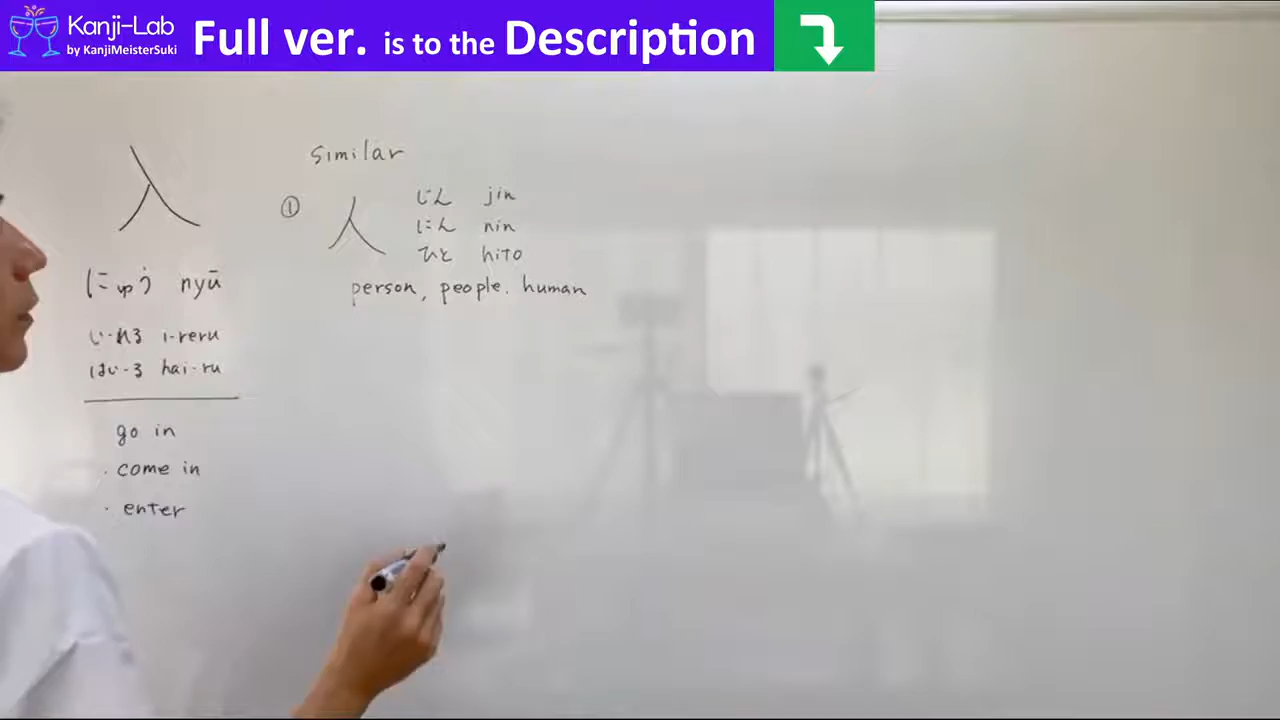 Kanji-Lab
by KanjiMeisterSuki
Full ver. is to the Description
入
にゅう nyū
い-れる i-reru
はい-る hai-ru
go in
・come in
・enter
similar
① 人
じん jin
にん nin
ひと hito
person, people. human